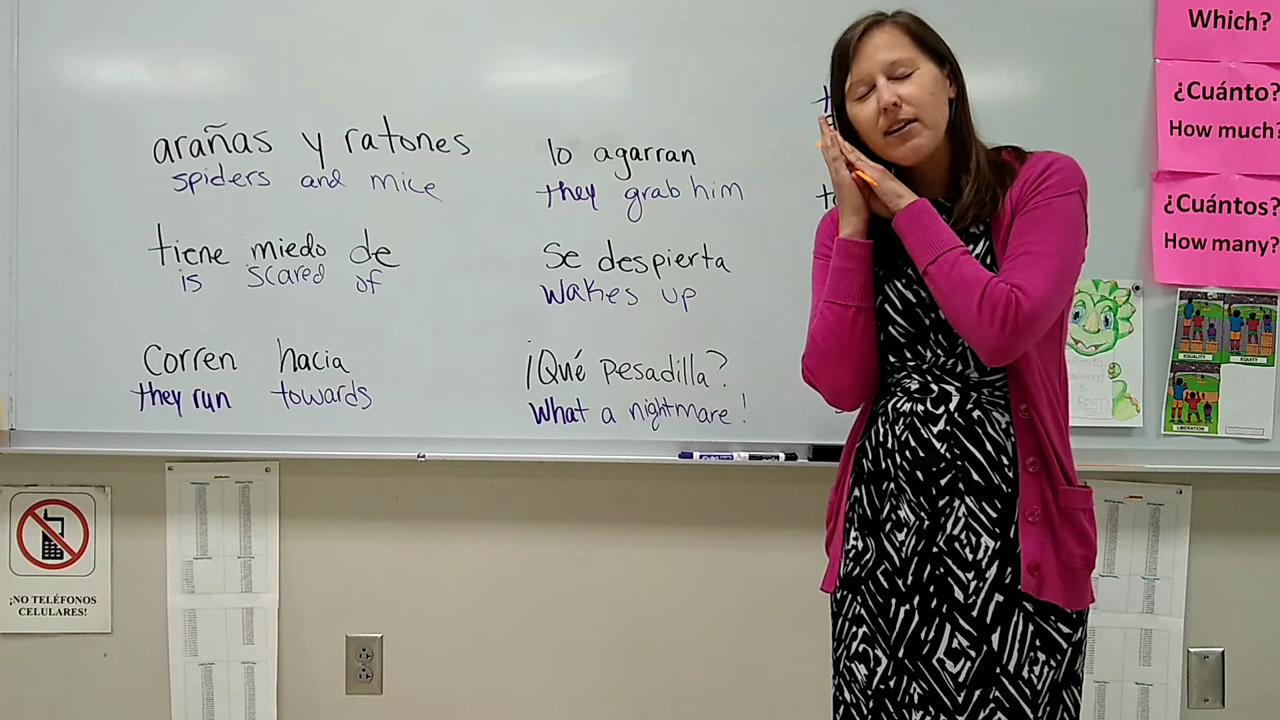 arañas y ratones
spiders and mice
tiene miedo de
is scared of
corren hacia
they run towards
lo agarran
they grab him
se despierta
wakes up
¡Qué pesadilla?
What a nightmare!
Which?
¿Cuánto?
How much?
¿Cuántos?
How many?
EQUALITY
EQUITY
LIBERATION
¡NO TELÉFONOS
CELULARES!